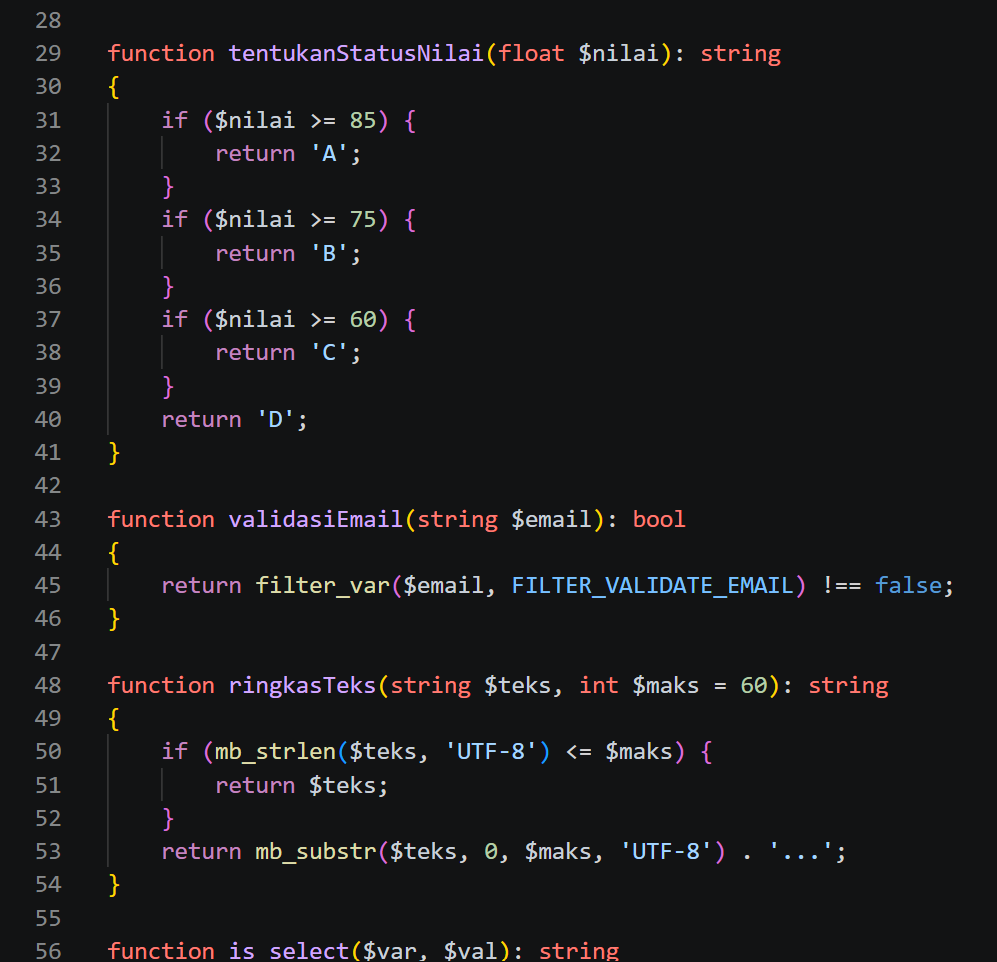 28
29 function tentukanStatusNilai(float $nilai): string
30 {
31     if ($nilai >= 85) {
32         return 'A';
33     }
34     if ($nilai >= 75) {
35         return 'B';
36     }
37     if ($nilai >= 60) {
38         return 'C';
39     }
40     return 'D';
41 }
42
43 function validasiEmail(string $email): bool
44 {
45     return filter_var($email, FILTER_VALIDATE_EMAIL) !== false;
46 }
47
48 function ringkasTeks(string $teks, int $maks = 60): string
49 {
50     if (mb_strlen($teks, 'UTF-8') <= $maks) {
51         return $teks;
52     }
53     return mb_substr($teks, 0, $maks, 'UTF-8') . '...';
54 }
55
56 function is_select($var, $val): string